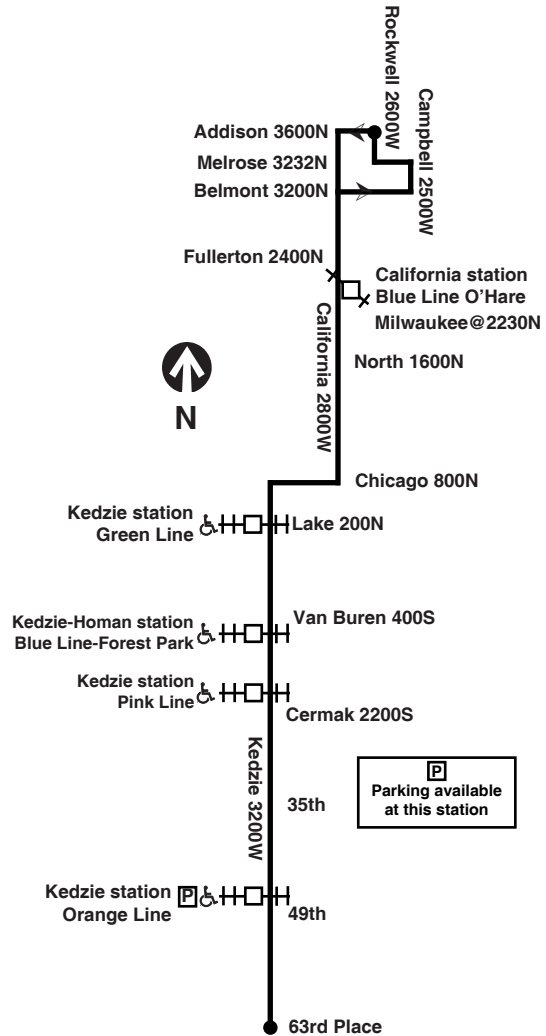 Rockwell 2600W
Campbell 2500W
Addison 3600N
Melrose 3232N
Belmont 3200N
Fullerton 2400N
California station
Blue Line O'Hare
Milwaukee@2230N
California 2800W
North 1600N
N
Chicago 800N
Kedzie station
Green Line
Lake 200N
Kedzie-Homan station
Blue Line-Forest Park
Van Buren 400S
Kedzie station
Pink Line
Cermak 2200S
Kedzie 3200W
P
Parking available
at this station
35th
Kedzie station
Orange Line
P
49th
63rd Place